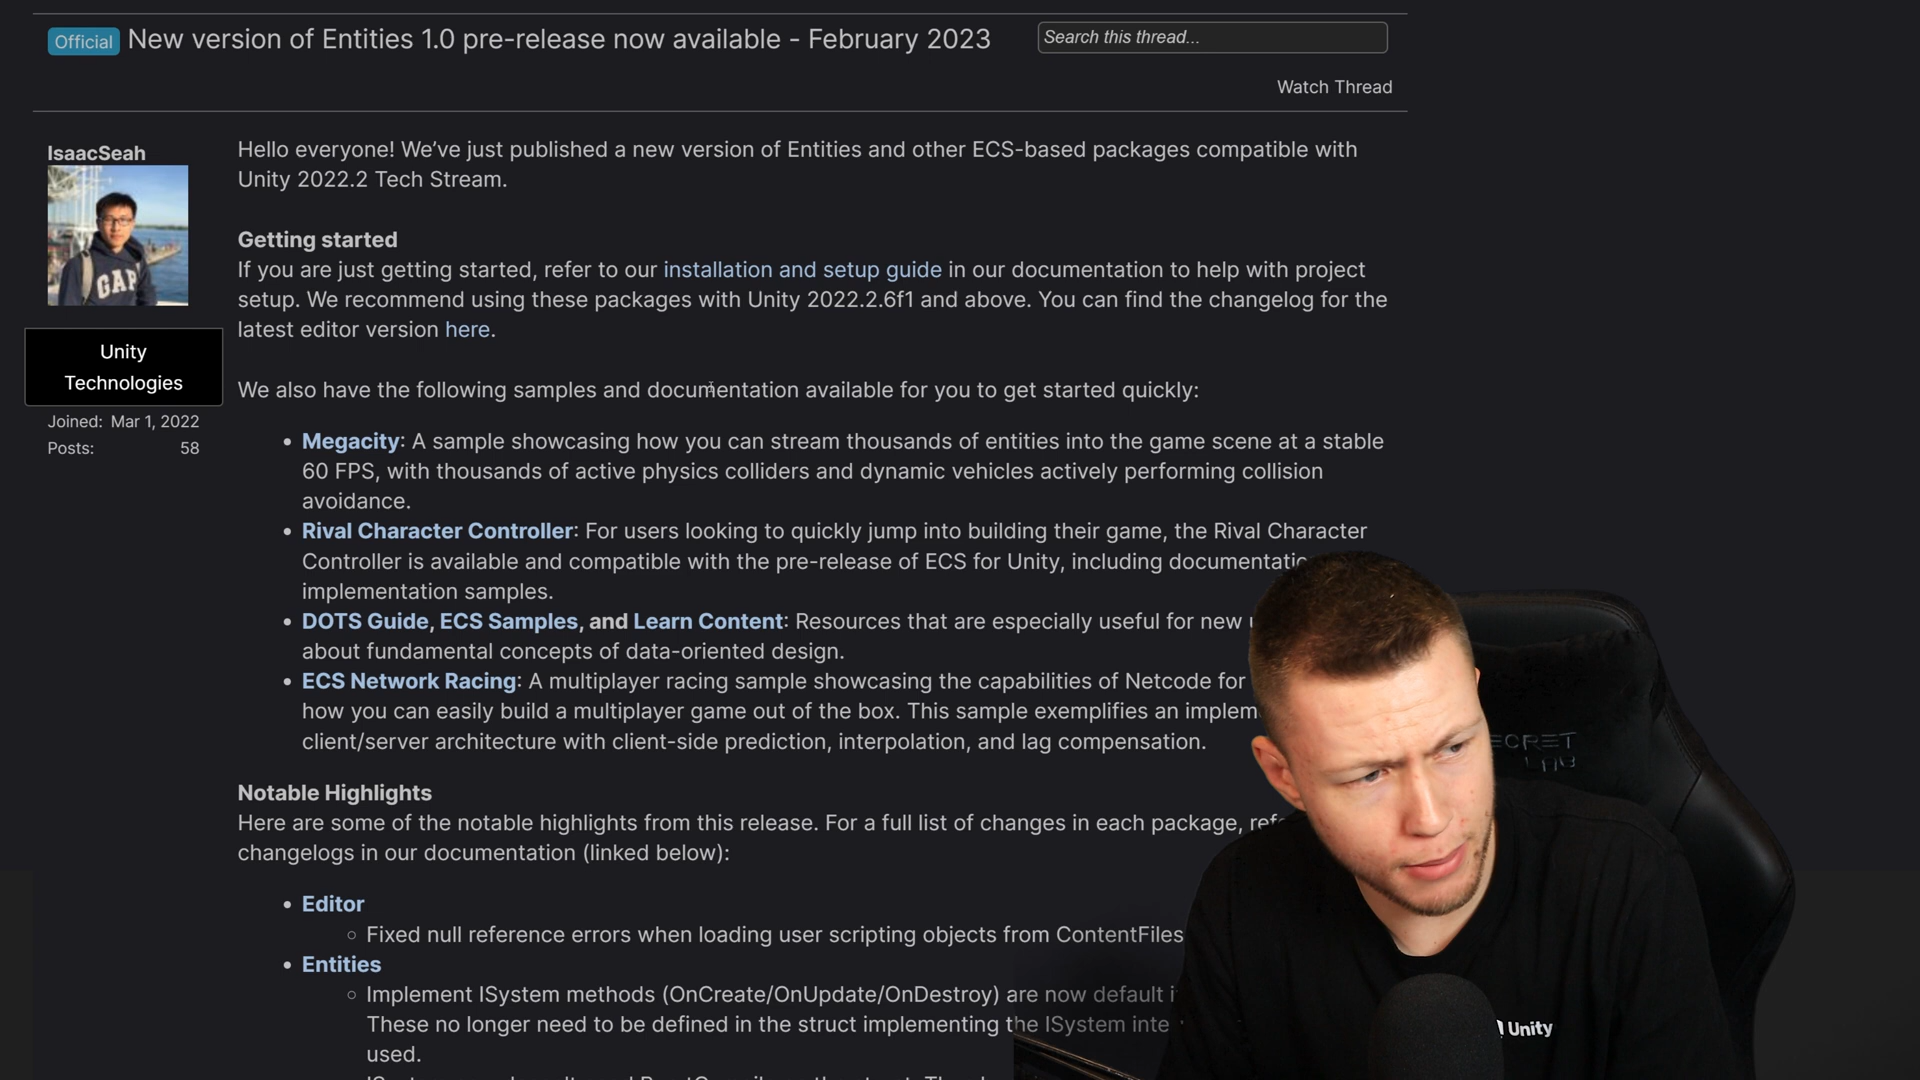 Official New version of Entities 1.0 pre-release now available - February 2023
Search this thread...
Watch Thread
IsaacSeah
GAP
Unity
Technologies
Joined: Mar 1, 2022
Posts: 58
Hello everyone! We’ve just published a new version of Entities and other ECS-based packages compatible with
Unity 2022.2 Tech Stream.
Getting started
If you are just getting started, refer to our installation and setup guide in our documentation to help with project
setup. We recommend using these packages with Unity 2022.2.6f1 and above. You can find the changelog for the
latest editor version here.
We also have the following samples and documentation available for you to get started quickly:
• Megacity: A sample showcasing how you can stream thousands of entities into the game scene at a stable
60 FPS, with thousands of active physics colliders and dynamic vehicles actively performing collision
avoidance.
• Rival Character Controller: For users looking to quickly jump into building their game, the Rival Character
Controller is available and compatible with the pre-release of ECS for Unity, including
implementation samples.
• DOTS Guide, ECS Samples, and Learn Content: Resources that are especially useful for new
about fundamental concepts of data-oriented design.
• ECS Network Racing: A multiplayer racing sample showcasing the capabilities of Netcode for
how you can easily build a multiplayer game out of the box. This sample exemplifies an
client/server architecture with client-side prediction, interpolation, and lag compensation.
Notable Highlights
Here are some of the notable highlights from this release. For a full list of changes in each package,
changelogs in our documentation (linked below):
• Editor
◦ Fixed null reference errors when loading user scripting objects from ContentFiles
• Entities
◦ Implement ISystem methods (OnCreate/OnUpdate/OnDestroy) are now default
These no longer need to be defined in the struct implementing the ISystem
used.
Unity